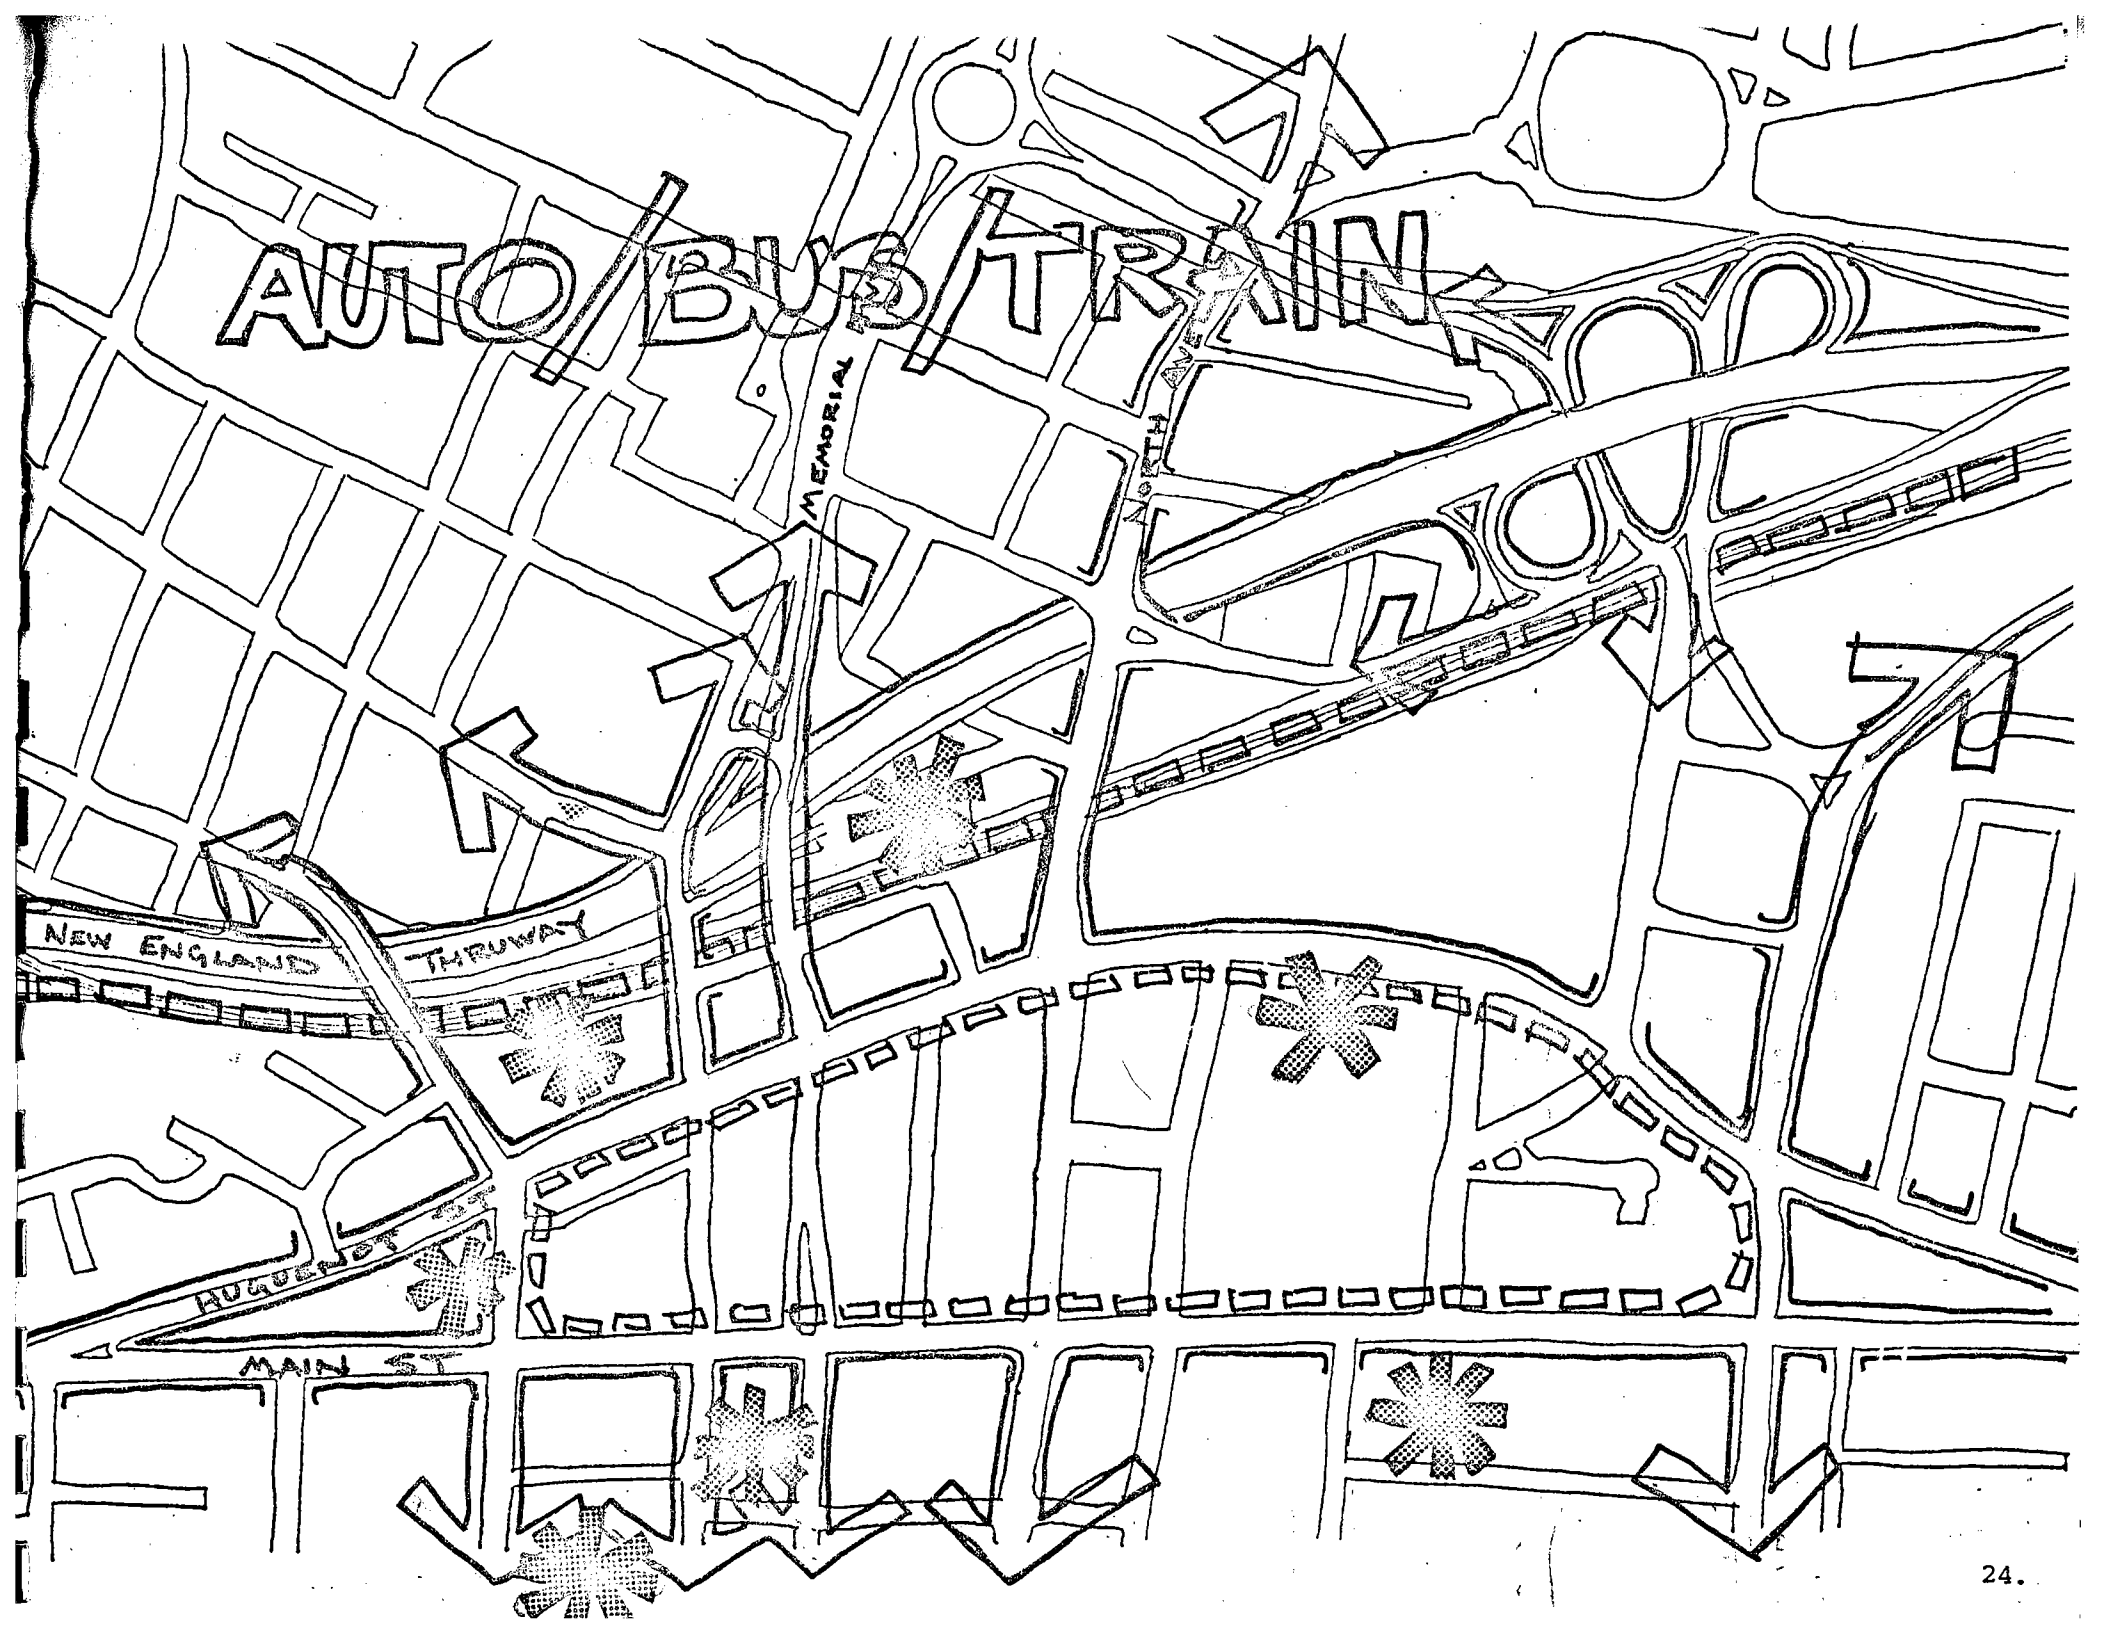 AUTO/BUS/TRAIN
MEMORIAL
NORTH AVE
NEW ENGLAND THRUWAY
HUGUENOT ST
MAIN ST
24.